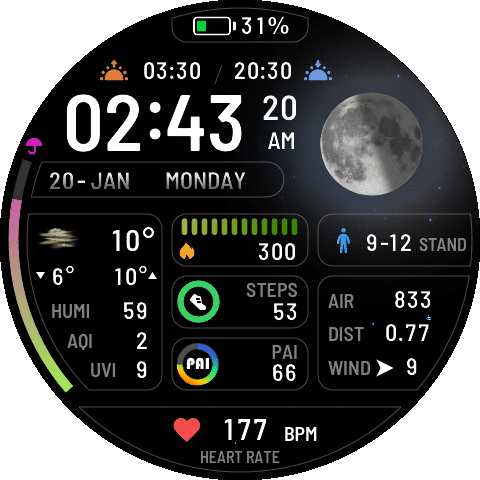 31%
03:30 / 20:30
02:43 20 AM
20-JAN MONDAY
10°
6° 10°
HUMI 59
AQI 2
UVI 9
300
STEPS
53
PAI
PAI
66
9-12 STAND
AIR 833
DIST 0.77
WIND 9
177 BPM
HEART RATE